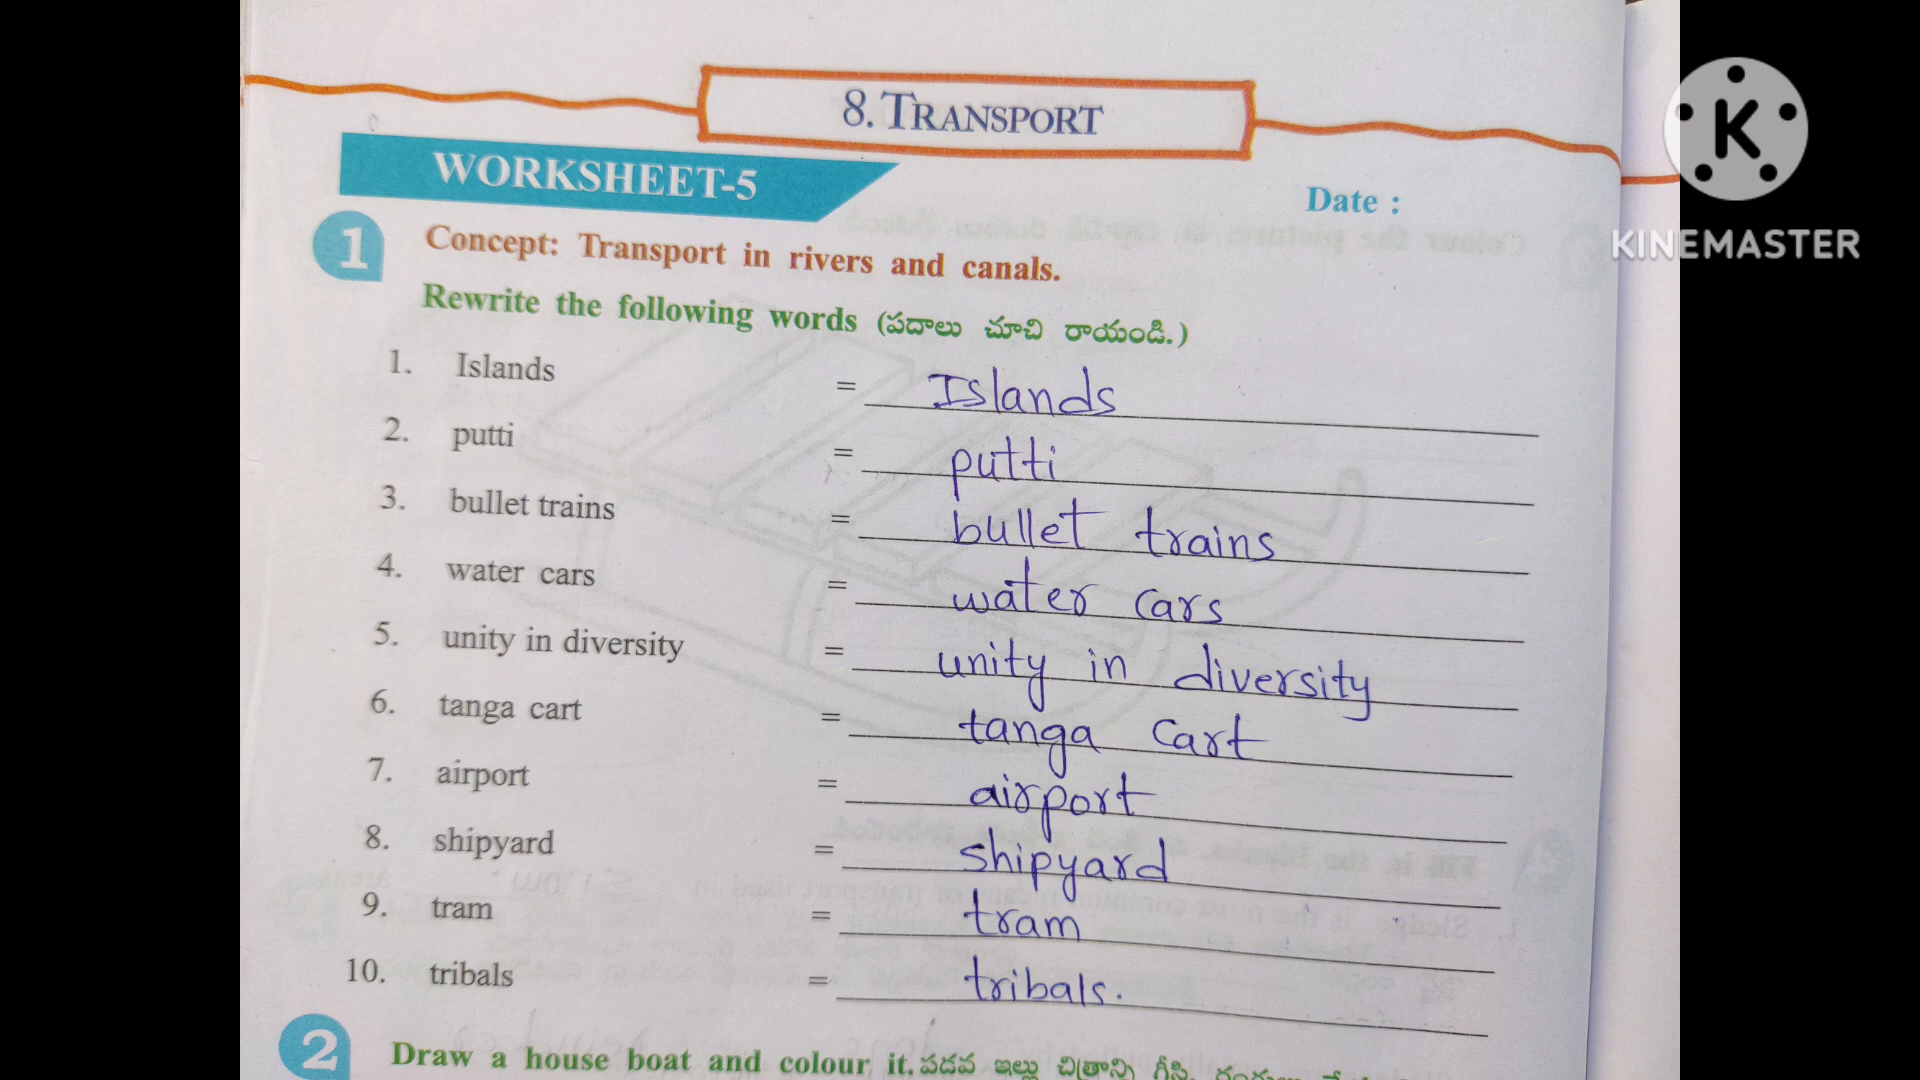 8. TRANSPORT
WORKSHEET-5
Date :
K
KINEMASTER
1 Concept: Transport in rivers and canals.
Rewrite the following words (పదాలు చూచి రాయండి.)
1. Islands = Islands
2. putti = putti
3. bullet trains = bullet trains
4. water cars = water cars
5. unity in diversity = unity in diversity
6. tanga cart = tanga cart
7. airport = airport
8. shipyard = shipyard
9. tram = tram
10. tribals = tribals.
2 Draw a house boat and colour it. పడవ ఇల్లు చిత్రాన్ని గీసి,